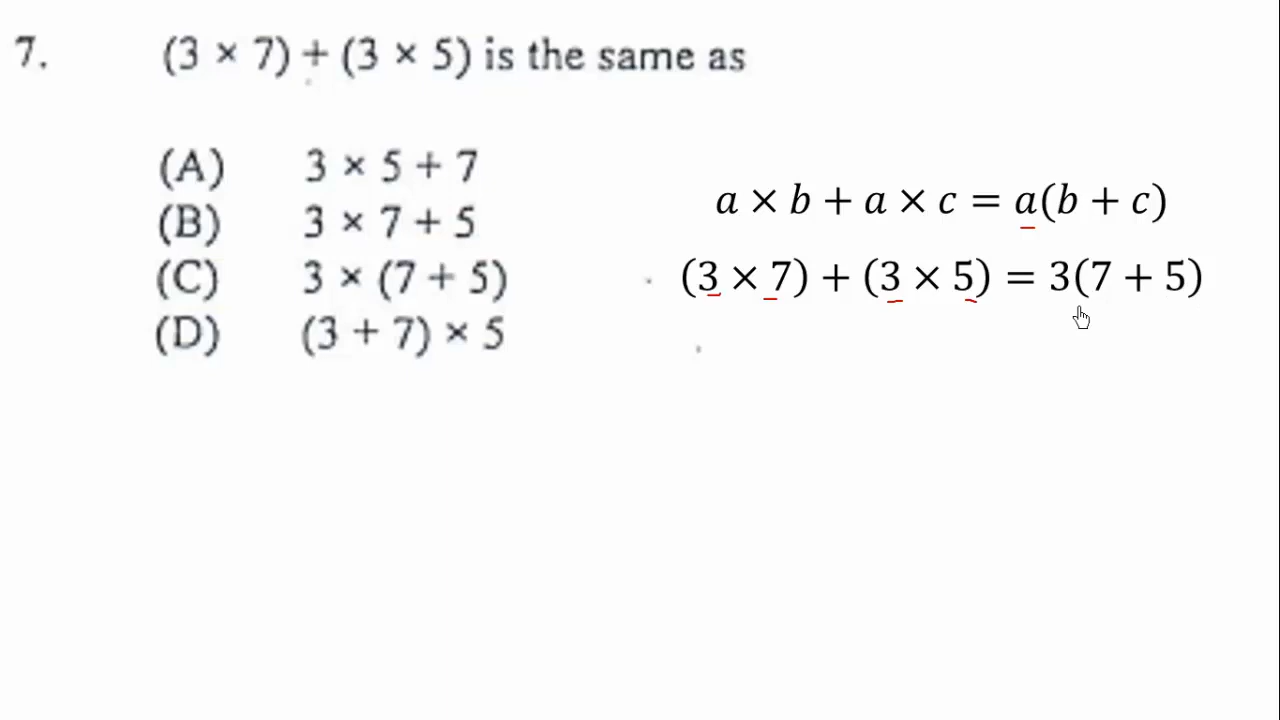 7. (3 × 7) + (3 × 5) is the same as
(A) 3 × 5 + 7
(B) 3 × 7 + 5
(C) 3 × (7 + 5)
(D) (3 + 7) × 5
a × b + a × c = a(b + c)
(3 × 7) + (3 × 5) = 3(7 + 5)